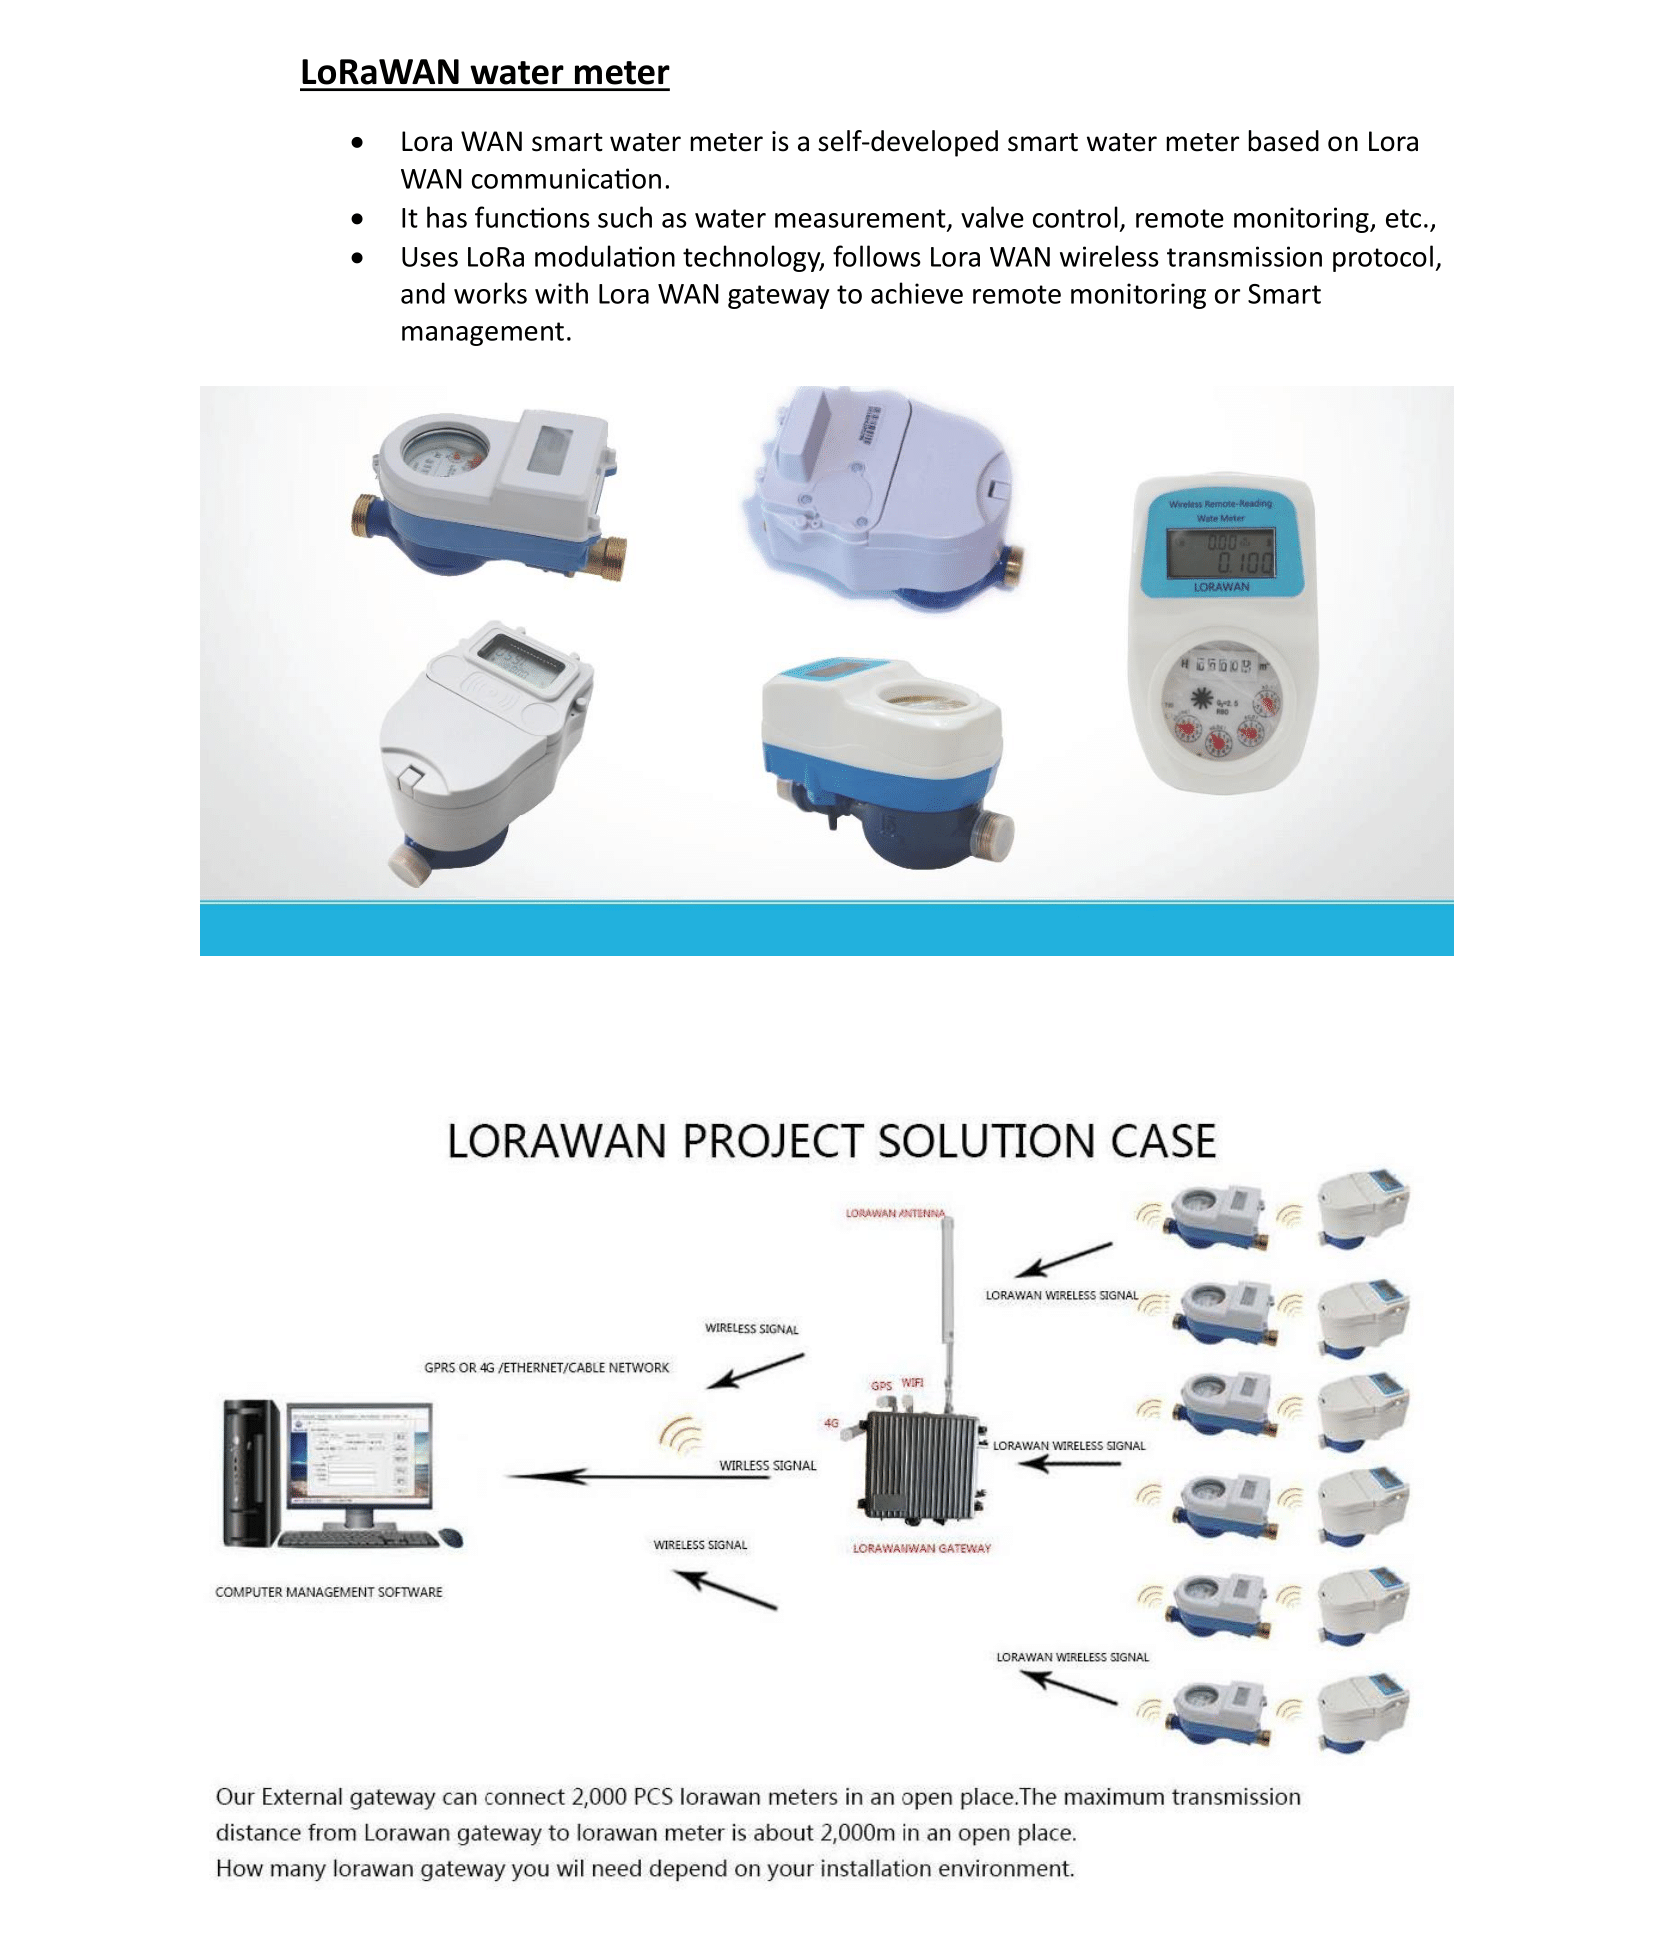 LoRaWAN water meter
• Lora WAN smart water meter is a self-developed smart water meter based on Lora
WAN communication.
• It has functions such as water measurement, valve control, remote monitoring, etc.,
• Uses LoRa modulation technology, follows Lora WAN wireless transmission protocol,
and works with Lora WAN gateway to achieve remote monitoring or Smart
management.
Wireless Remote-Reading
Wate Meter
0.00
0.100
LORAWAN
LORAWAN PROJECT SOLUTION CASE
LORAWAN ANTENNA
LORAWAN WIRELESS SIGNAL
WIRELESS SIGNAL
GPRS OR 4G /ETHERNET/CABLE NETWORK
GPS WIFI
4G
LORAWAN WIRELESS SIGNAL
WIRLESS SIGNAL
WIRELESS SIGNAL
LORAWANWAN GATEWAY
COMPUTER MANAGEMENT SOFTWARE
LORAWAN WIRELESS SIGNAL
Our External gateway can connect 2,000 PCS lorawan meters in an open place.The maximum transmission
distance from Lorawan gateway to lorawan meter is about 2,000m in an open place.
How many lorawan gateway you wil need depend on your installation environment.